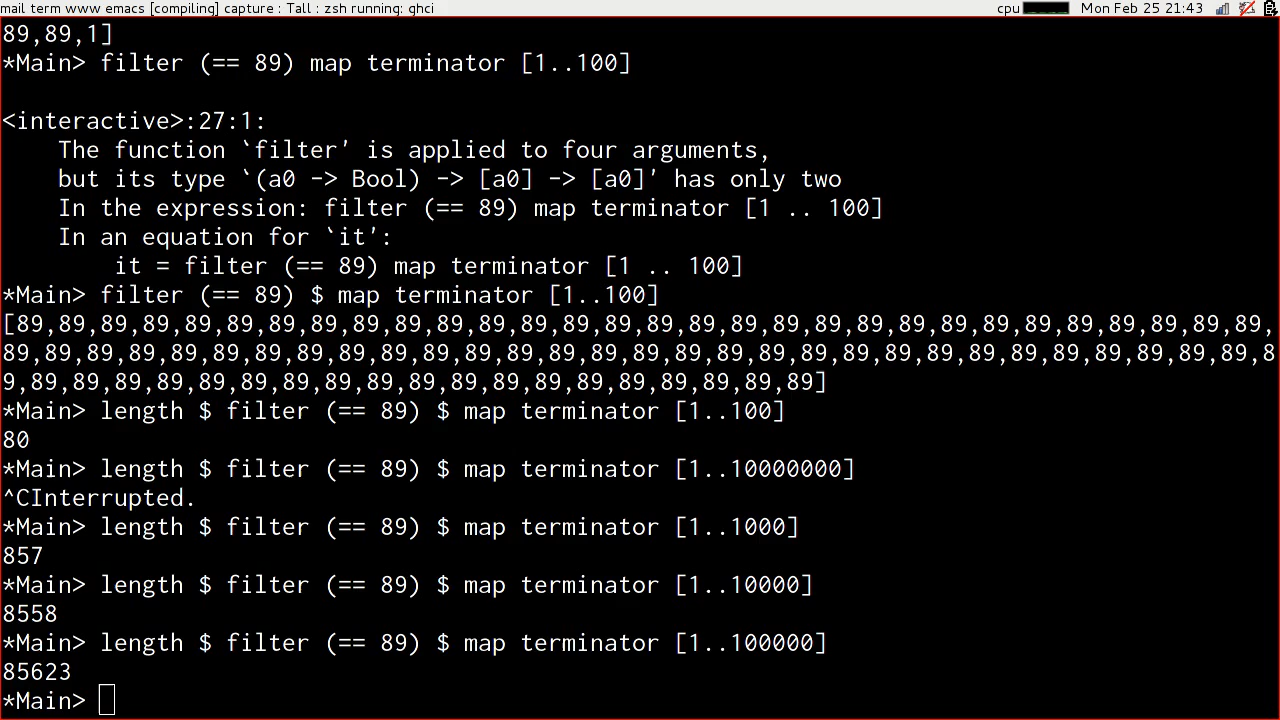 mail term www emacs [compiling] capture : Tall : zsh running: ghci cpu Mon Feb 25 21:43
89,89,1]
*Main> filter (== 89) map terminator [1..100]
<interactive>:27:1:
The function `filter' is applied to four arguments,
but its type `(a0 -> Bool) -> [a0] -> [a0]' has only two
In the expression: filter (== 89) map terminator [1 .. 100]
In an equation for `it':
it = filter (== 89) map terminator [1 .. 100]
*Main> filter (== 89) $ map terminator [1..100]
[89,89,89,89,89,89,89,89,89,89,89,89,89,89,89,89,89,89,89,89,89,89,89,89,89,89,89,89,89,89,
89,89,89,89,89,89,89,89,89,89,89,89,89,89,89,89,89,89,89,89,89,89,89,89,89,89,89,89,89,89,8
9,89,89,89,89,89,89,89,89,89,89,89,89,89,89,89,89,89,89,89]
*Main> length $ filter (== 89) $ map terminator [1..100]
80
*Main> length $ filter (== 89) $ map terminator [1..10000000]
^CInterrupted.
*Main> length $ filter (== 89) $ map terminator [1..1000]
857
*Main> length $ filter (== 89) $ map terminator [1..10000]
8558
*Main> length $ filter (== 89) $ map terminator [1..100000]
85623
*Main>